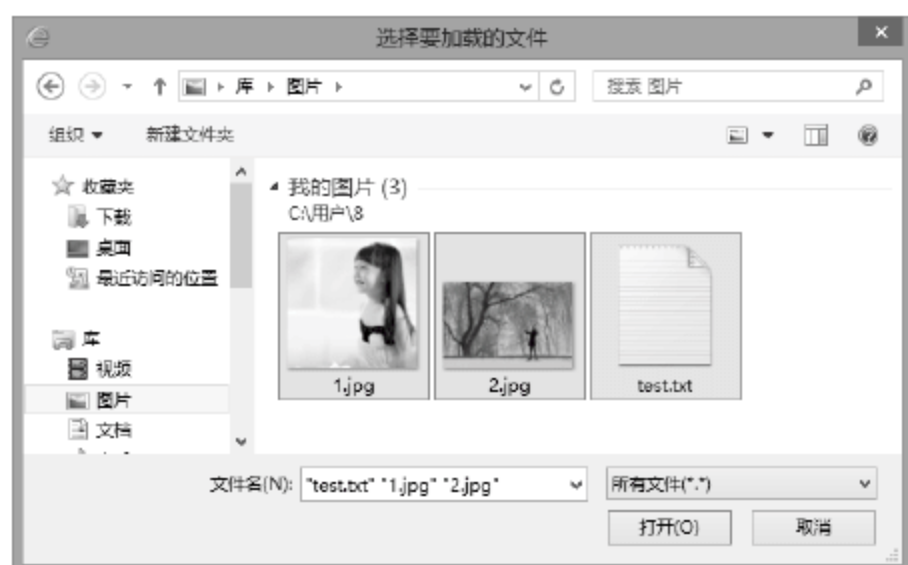 选择要加载的文件
库 图片
搜索 图片
组织
新建文件夹
收藏夹
下载
桌面
最近访问的位置
库
视频
图片
文档
我的图片 (3)
C:\用户\8
1.jpg
2.jpg
test.txt
文件名(N):
"test.txt" "1.jpg" "2.jpg"
所有文件(*.*)
打开(O)
取消